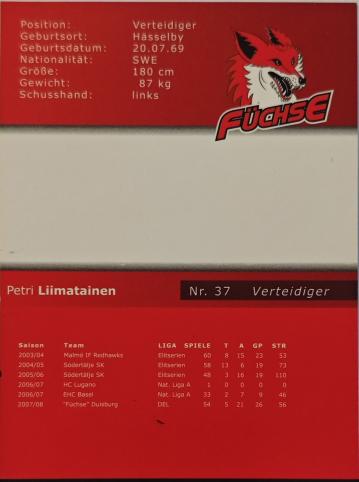 Position: Verteidiger
Geburtsort: Hässelby
Geburtsdatum: 20.07.69
Nationalität: SWE
Größe: 180 cm
Gewicht: 87 kg
Schusshand: links
FÜCHSE
Petri Liimatainen Nr. 37 Verteidiger
Saison Team LIGA SPIELE T A GP STR
2003/04 Malmö IF Redhawks Elitserien 60 8 15 23 53
2004/05 Södertälje SK Elitserien 58 13 6 19 73
2005/06 Södertälje SK Elitserien 48 3 16 19 110
2006/07 HC Lugano Nat. Liga A 1 0 0 0 0
2006/07 EHC Basel Nat. Liga A 33 2 7 9 46
2007/08 "Füchse" Duisburg DEL 54 5 21 26 56